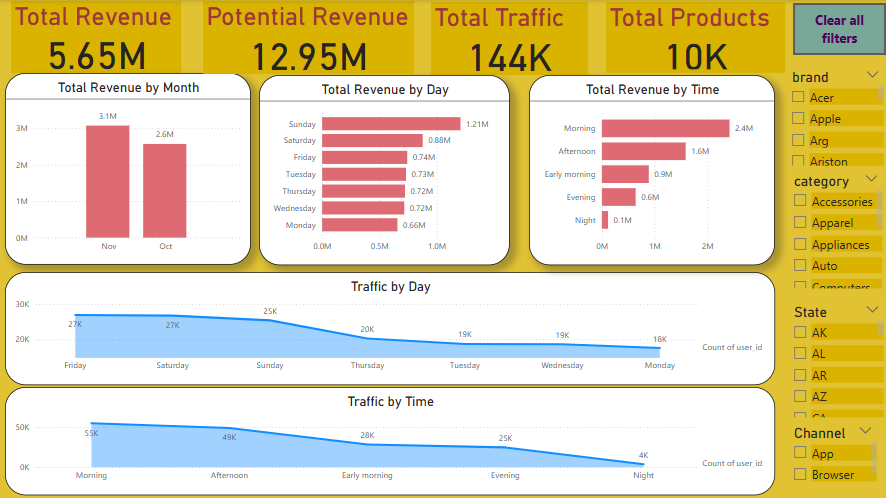 Total Revenue
5.65M
Potential Revenue
12.95M
Total Traffic
144K
Total Products
10K
Clear all
filters
Total Revenue by Month
3M
2M
1M
0M
3.1M
2.6M
Nov
Oct
Total Revenue by Day
Sunday 1.21M
Saturday 0.88M
Friday 0.74M
Tuesday 0.73M
Thursday 0.72M
Wednesday 0.72M
Monday 0.66M
0.0M 0.5M 1.0M
Total Revenue by Time
Morning 2.4M
Afternoon 1.6M
Early morning 0.9M
Evening 0.6M
Night 0.1M
0M 1M 2M
Traffic by Day
30K
20K
27K 27K 25K 20K 19K 19K 18K
Count of user_id
Friday Saturday Sunday Thursday Tuesday Wednesday Monday
Traffic by Time
50K
0K
55K 49K 28K 25K 4K
Count of user_id
Morning Afternoon Early morning Evening Night
brand
Acer
Apple
Arg
Ariston
category
Accessories
Apparel
Appliances
Auto
Computers
State
AK
AL
AR
AZ
CA
Channel
App
Browser